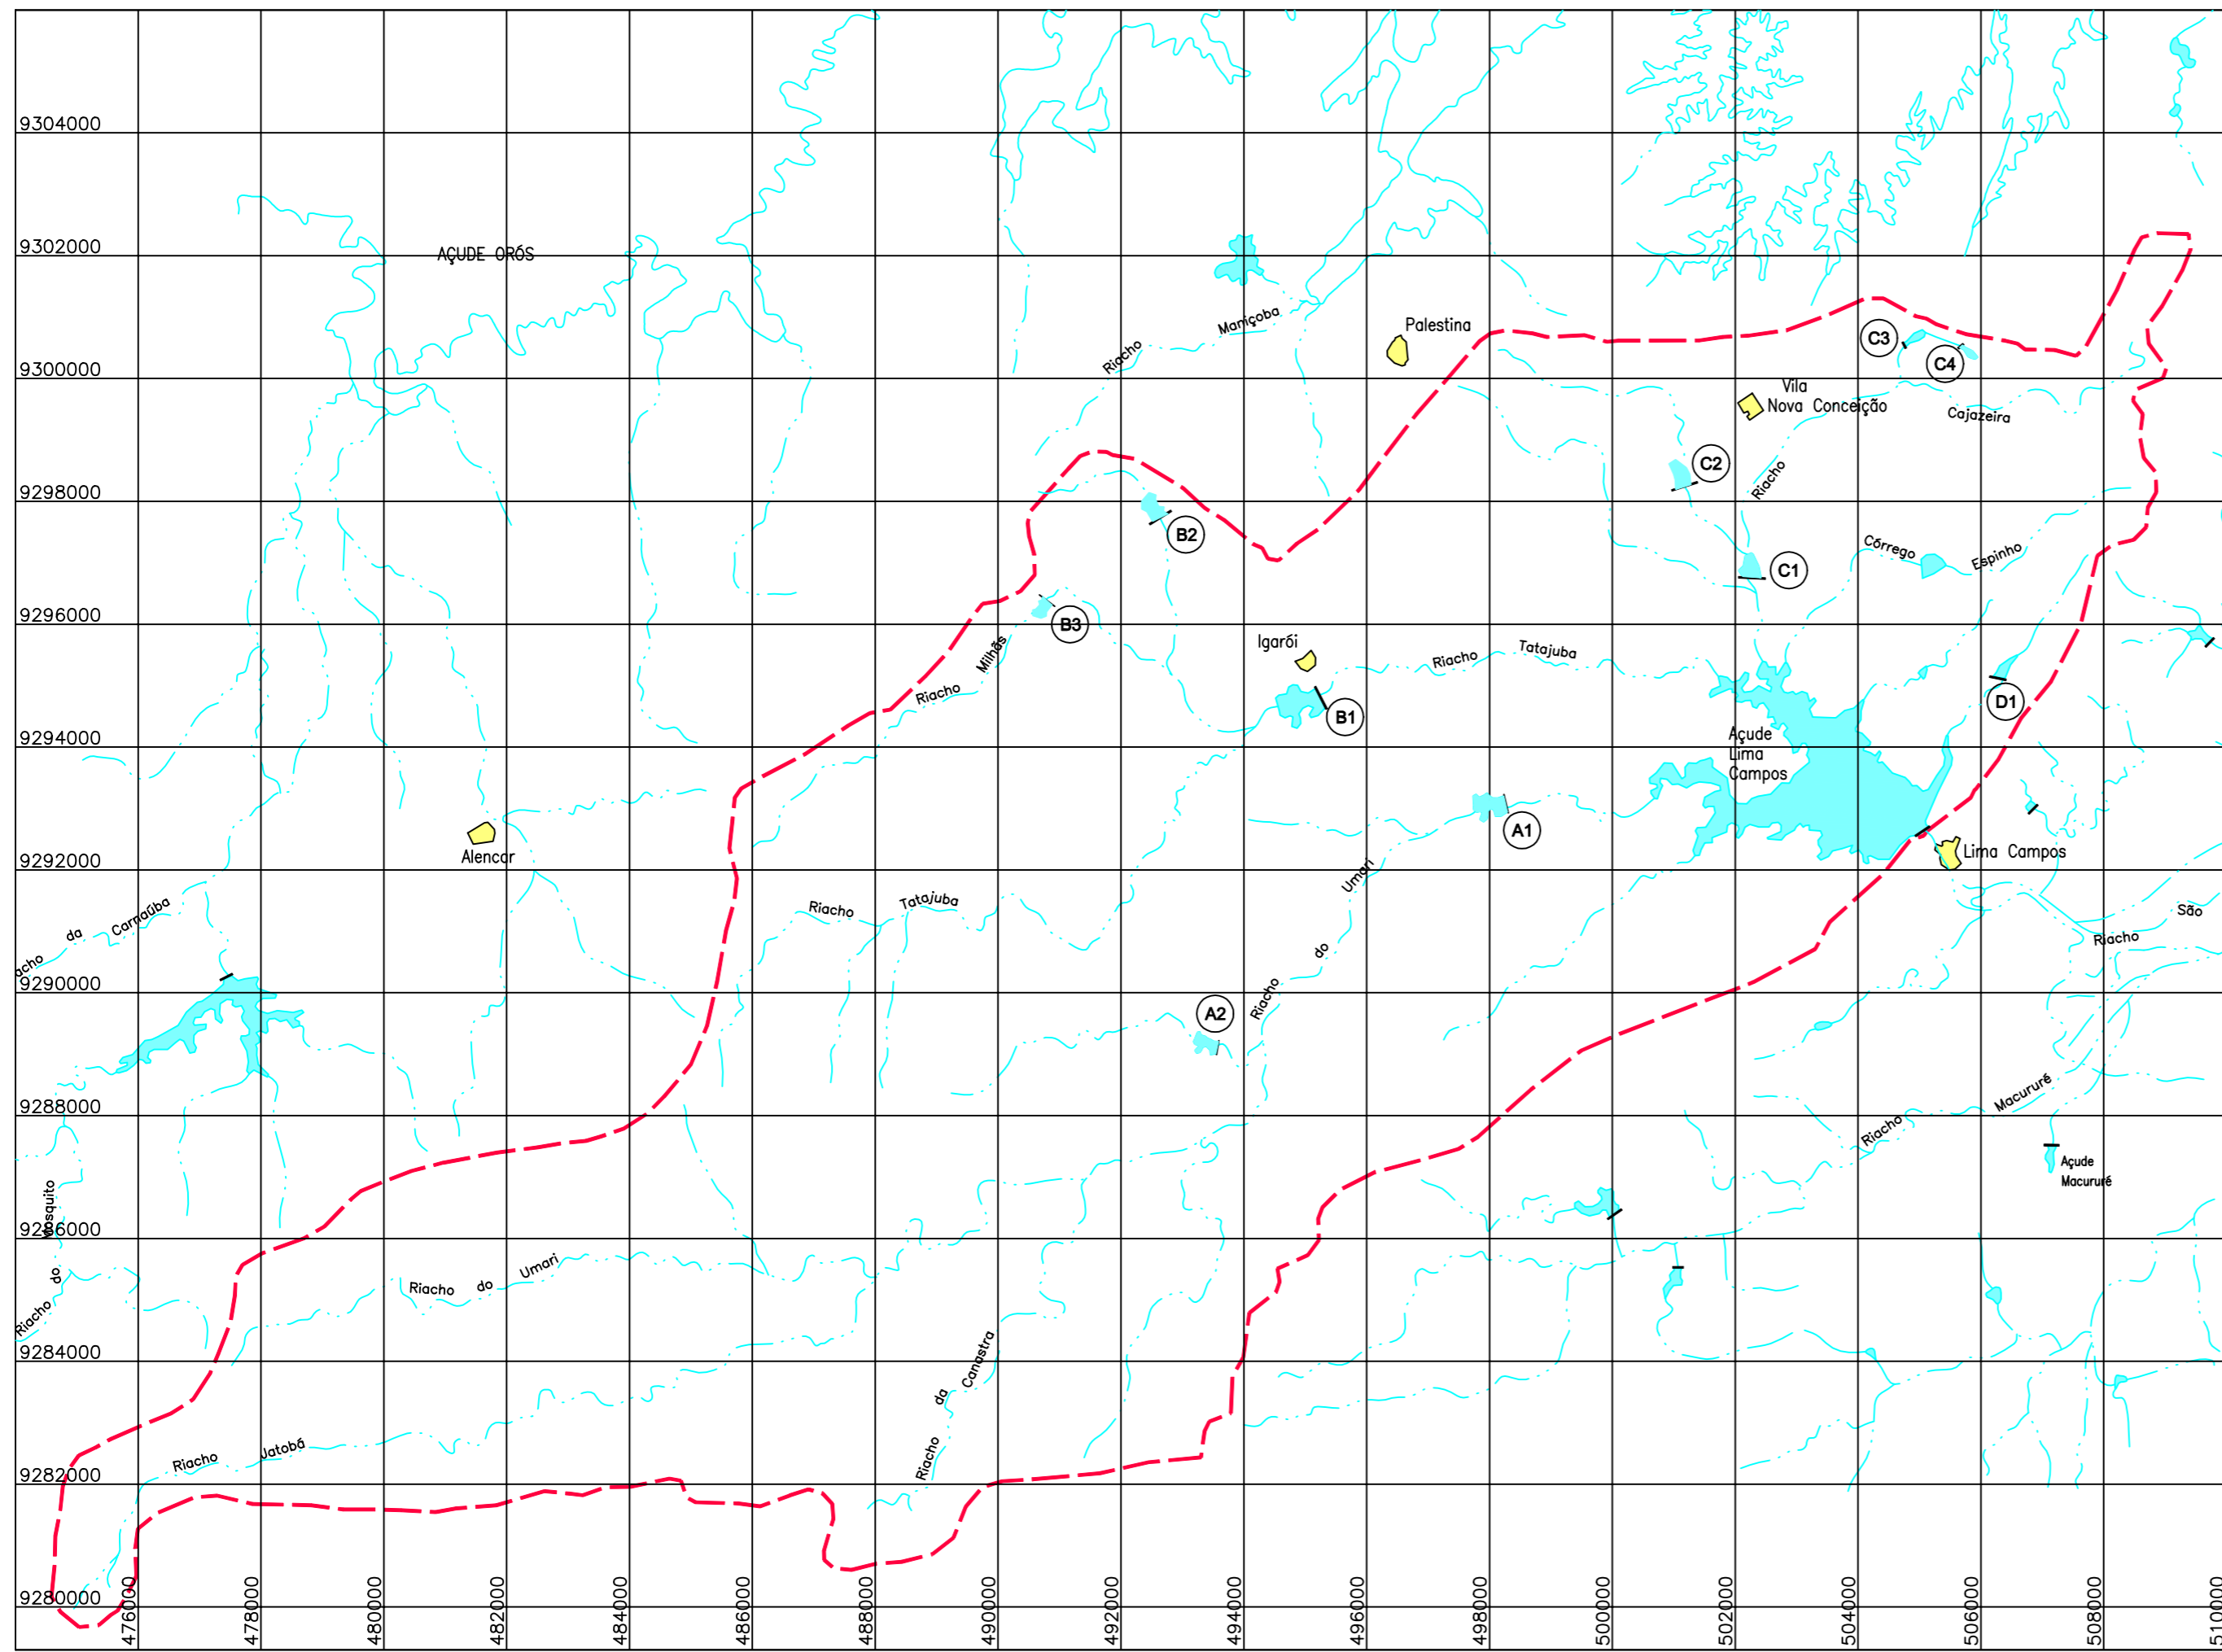 9304000
9302000
AÇUDE ORÓS
Riacho Maniçoba
Palestina
C3
C4
9300000
Vila
Nova Conceição
Cajazeira
Riacho
C2
9298000
B2
C1
Córrego Espinho
9296000
B3
Riacho Milhãs
Igarói
Riacho Tatajuba
B1
D1
9294000
Açude
Lima
Campos
A1
Alencar
Lima Campos
9292000
Riacho do Umari
Riacho Tatajuba
acho da Carnaúba
São
Riacho
9290000
A2
9288000
Riacho Macururé
Açude
Macururé
9286000
Riacho do Mosquito
Riacho do Umari
9284000
Riacho da Canastra
Riacho Jatobá
9282000
9280000
476000
478000
480000
482000
484000
486000
488000
490000
492000
494000
496000
498000
500000
502000
504000
506000
508000
51000